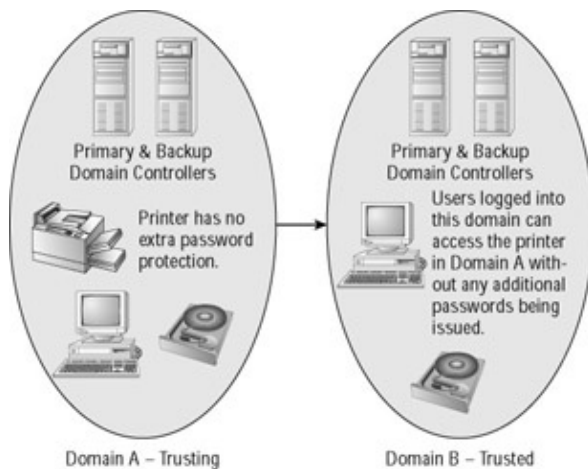 Primary & Backup
Domain Controllers
Printer has no
extra password
protection.
Domain A – Trusting
Primary & Backup
Domain Controllers
Users logged into
this domain can
access the printer
in Domain A with-
out any additional
passwords being
issued.
Domain B – Trusted